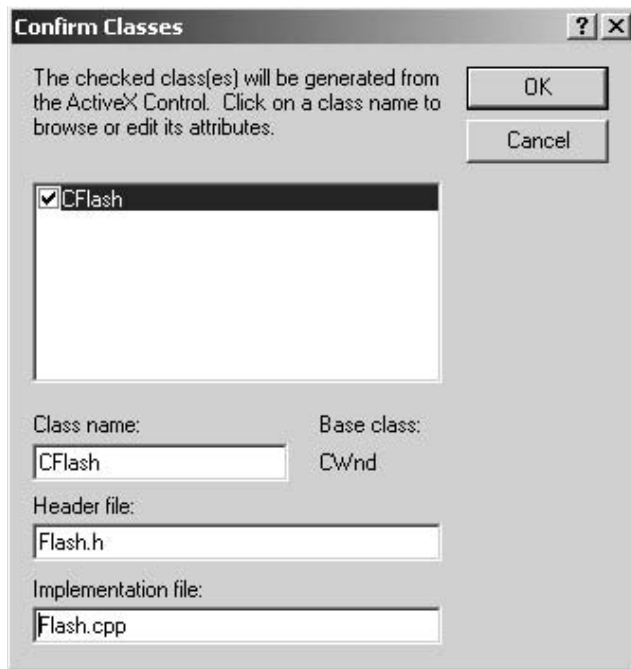 Confirm Classes
The checked class(es) will be generated from
the ActiveX Control. Click on a class name to
browse or edit its attributes.
OK
Cancel
CFlash
Class name:
Base class:
CFlash
CWnd
Header file:
Flash.h
Implementation file:
Flash.cpp